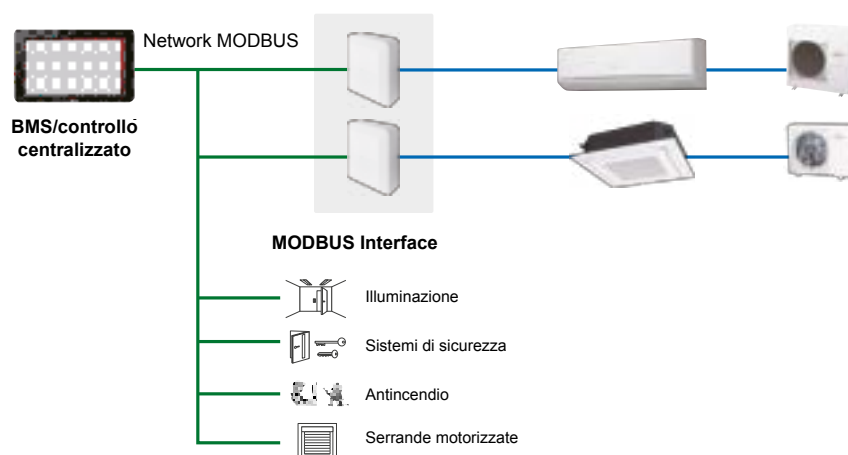 Network MODBUS
BMS/controllo
centralizzato
MODBUS Interface
Illuminazione
Sistemi di sicurezza
Antincendio
Serrande motorizzate